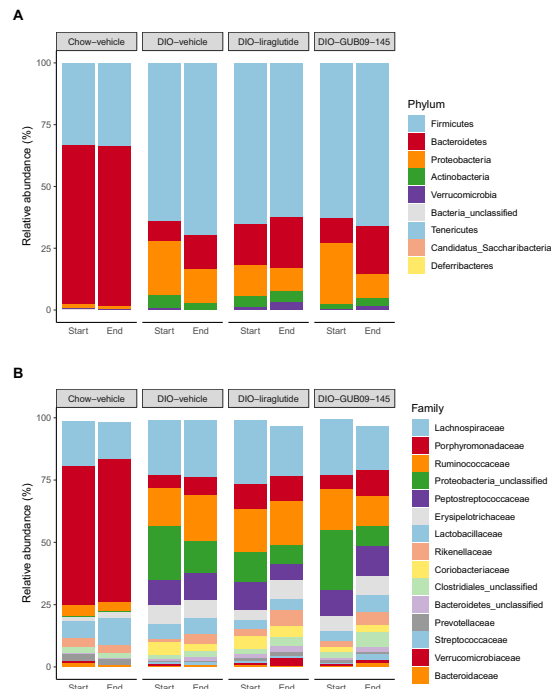 A
Chow−vehicle DIO−vehicle DIO−liraglutide DIO−GUB09−145
Relative abundance (%)
100
75
50
25
0
Start End Start End Start End Start End
Phylum
Firmicutes
Bacteroidetes
Proteobacteria
Actinobacteria
Verrucomicrobia
Bacteria_unclassified
Tenericutes
Candidatus_Saccharibacteria
Deferribacteres
B
Chow−vehicle DIO−vehicle DIO−liraglutide DIO−GUB09−145
Relative abundance (%)
100
75
50
25
0
Start End Start End Start End Start End
Family
Lachnospiraceae
Porphyromonadaceae
Ruminococcaceae
Proteobacteria_unclassified
Peptostreptococcaceae
Erysipelotrichaceae
Lactobacillaceae
Rikenellaceae
Coriobacteriaceae
Clostridiales_unclassified
Bacteroidetes_unclassified
Prevotellaceae
Streptococcaceae
Verrucomicrobiaceae
Bacteroidaceae